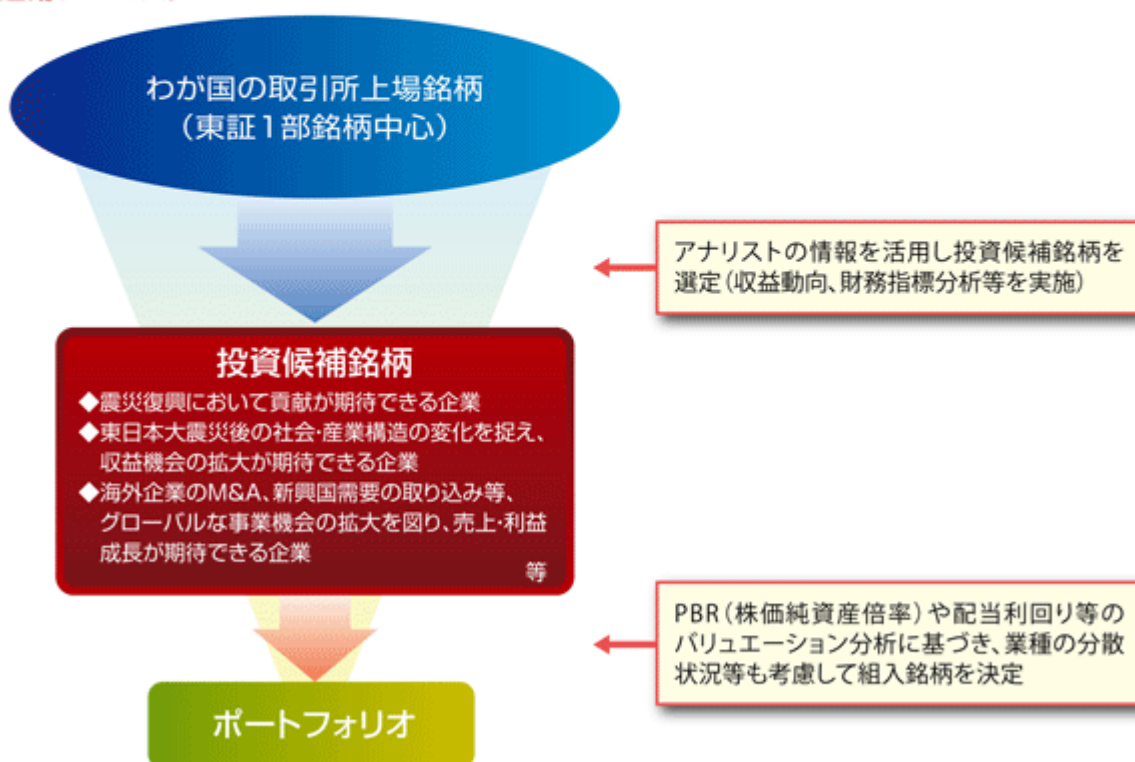 わが国の取引所上場銘柄
（東証1部銘柄中心）
アナリストの情報を活用し投資候補銘柄を
選定（収益動向、財務指標分析等を実施）
投資候補銘柄
◆震災復興において貢献が期待できる企業
◆東日本大震災後の社会・産業構造の変化を捉え、
収益機会の拡大が期待できる企業
◆海外企業のM&A、新興国需要の取り込み等、
グローバルな事業機会の拡大を図り、売上・利益
成長が期待できる企業
等
PBR（株価純資産倍率）や配当利回り等の
バリュエーション分析に基づき、業種の分散
状況等も考慮して組入銘柄を決定
ポートフォリオ